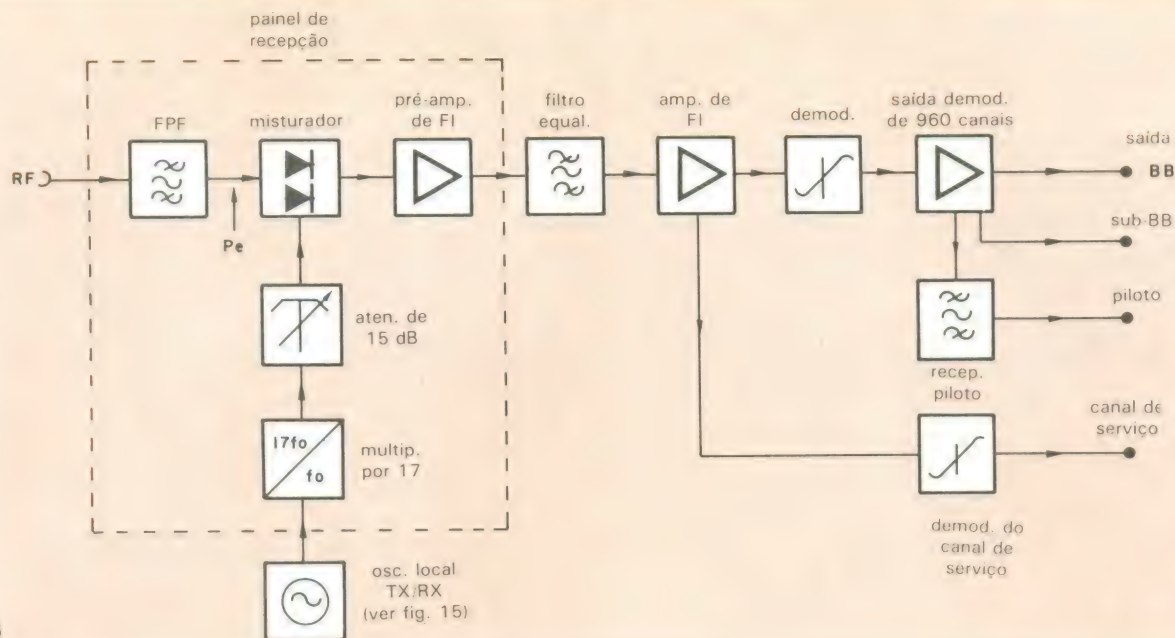 painel de
recepção
FPF
misturador
pré-amp.
de FI
filtro
equal.
amp. de
FI
demod.
saída demod.
de 960 canais
saída
BB
RF
Pe
sub-BB
aten. de
15 dB
piloto
recep.
piloto
canal de
serviço
17fo
fo
multip.
por 17
demod. do
canal de
serviço
osc. local
TX/RX
(ver fig. 15)